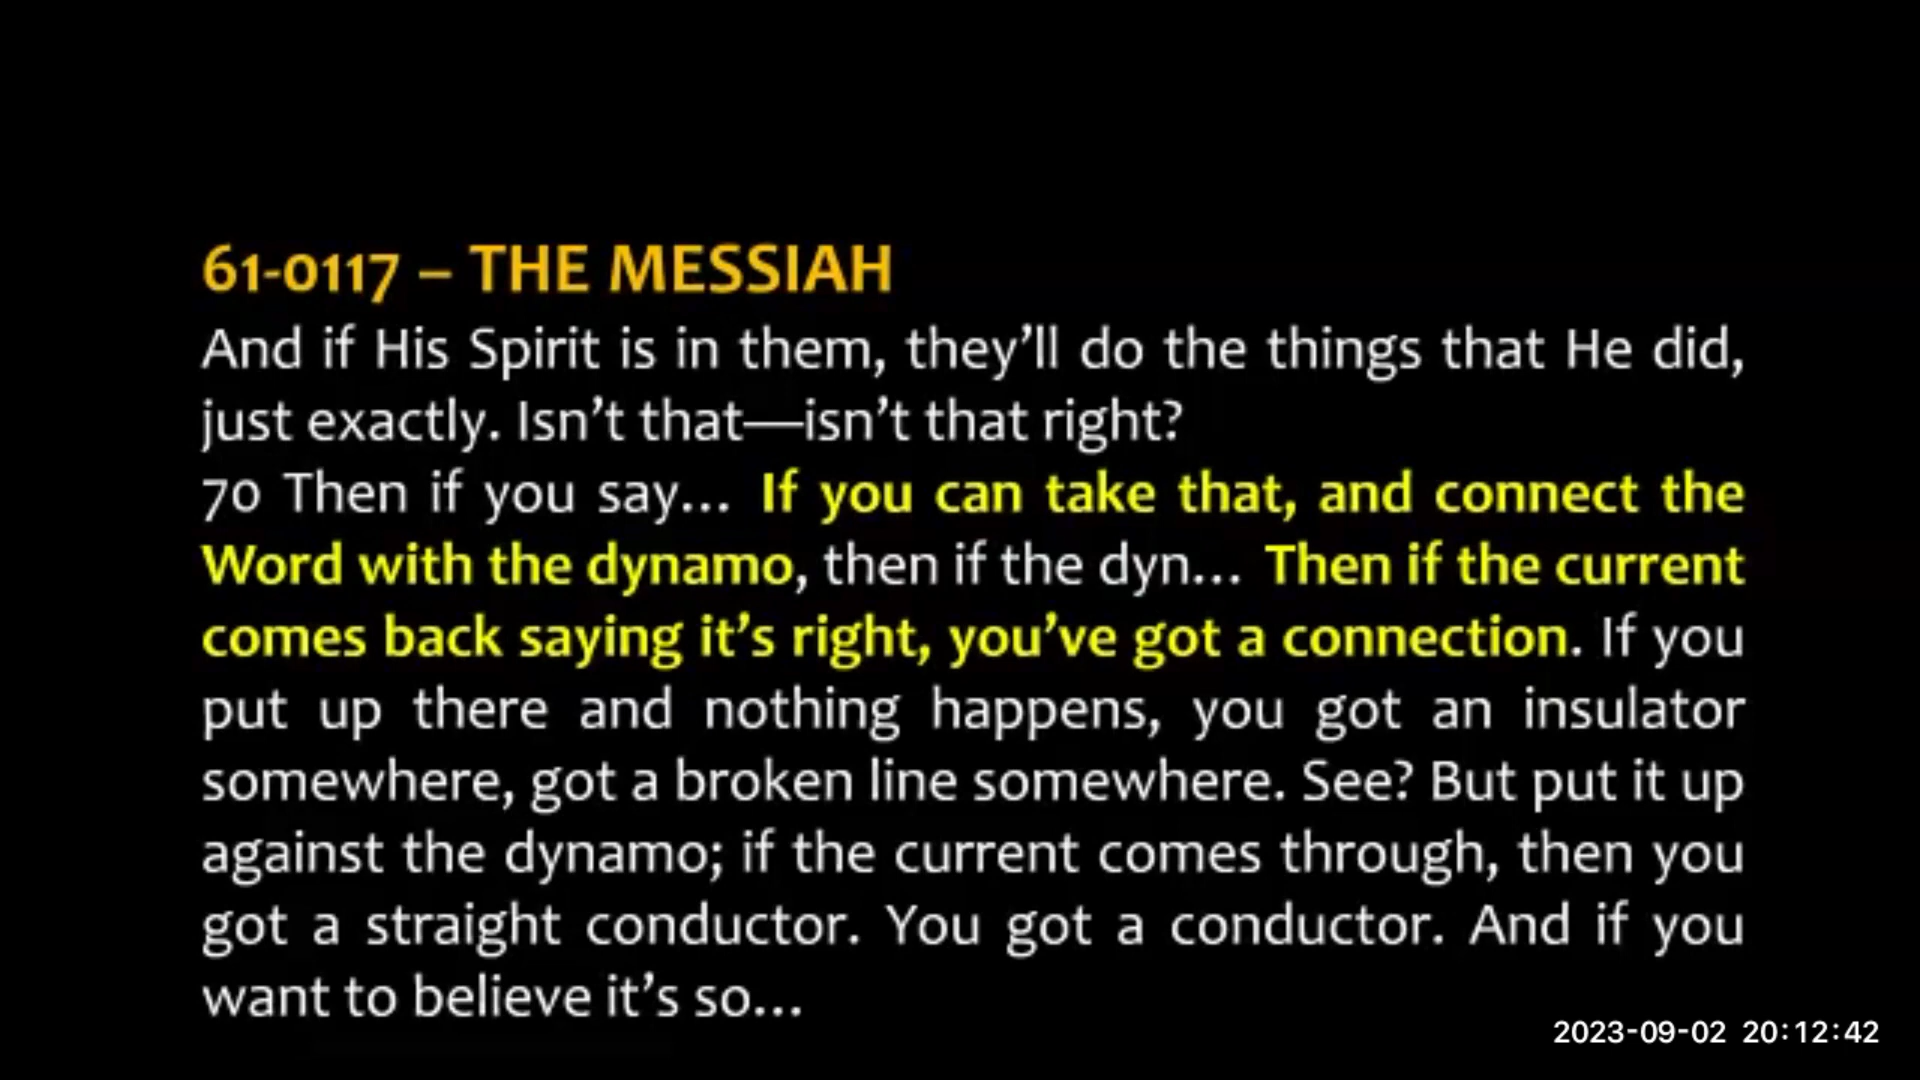 61-0117 – THE MESSIAH
And if His Spirit is in them, they’ll do the things that He did,
just exactly. Isn’t that—isn’t that right?
70 Then if you say… If you can take that, and connect the
Word with the dynamo, then if the dyn… Then if the current
comes back saying it’s right, you’ve got a connection. If you
put up there and nothing happens, you got an insulator
somewhere, got a broken line somewhere. See? But put it up
against the dynamo; if the current comes through, then you
got a straight conductor. You got a conductor. And if you
want to believe it’s so…
2023-09-02 20:12:42